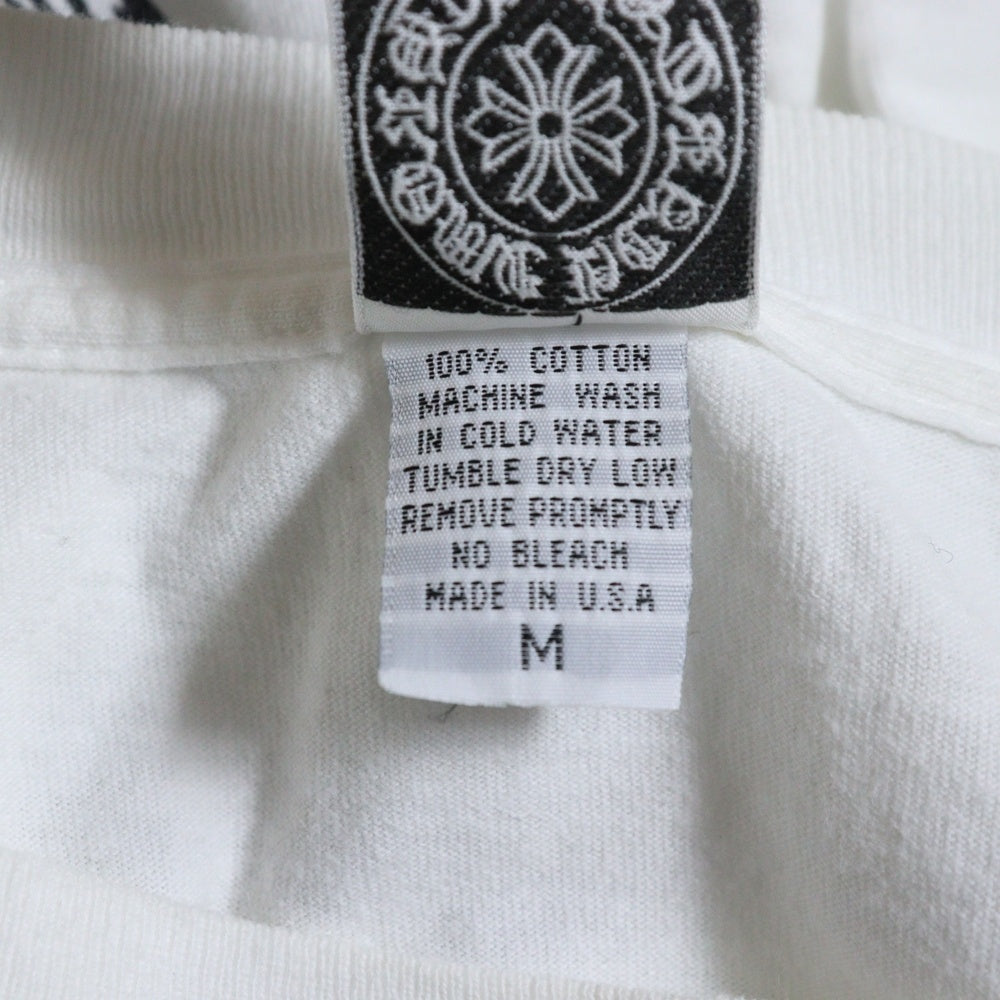 100% COTTON
MACHINE WASH
IN COLD WATER
TUMBLE DRY LOW
REMOVE PROMPTLY
NO BLEACH
MADE IN U.S.A
M